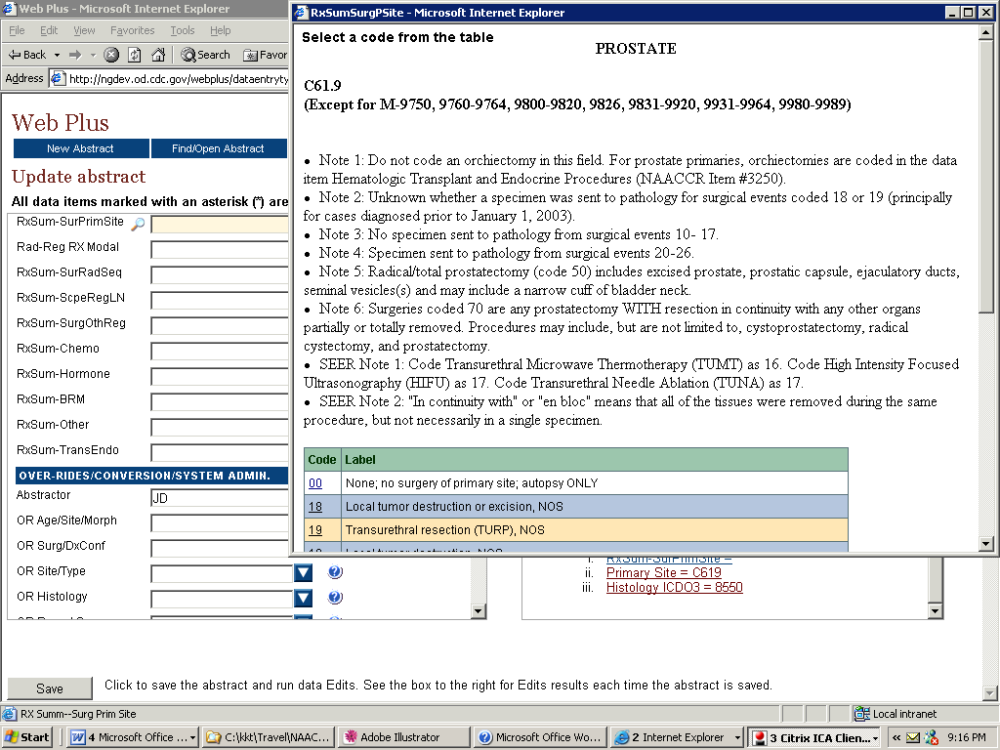 Web Plus - Microsoft Internet Explorer
File Edit View Favorites Tools Help
Back Search Favor
Address http://ngdev.od.cdc.gov/webplus/dataentryty
Web Plus
New Abstract Find/Open Abstract
Update abstract
All data items marked with an asterisk (*) are
RxSum-SurPrimSite
Rad-Reg RX Modal
RxSum-SurRadSeq
RxSum-ScpeRegLN
RxSum-SurgOthReg
RxSum-Chemo
RxSum-Hormone
RxSum-BRM
RxSum-Other
RxSum-TransEndo
OVER-RIDES/CONVERSION/SYSTEM ADMIN.
Abstractor JD
OR Age/Site/Morph
OR Surg/DxConf
OR Site/Type
OR Histology
RxSumSurgPSite - Microsoft Internet Explorer
Select a code from the table
PROSTATE
C61.9
(Except for M-9750, 9760-9764, 9800-9820, 9826, 9831-9920, 9931-9964, 9980-9989)
• Note 1: Do not code an orchiectomy in this field. For prostate primaries, orchiectomies are coded in the data
item Hematologic Transplant and Endocrine Procedures (NAACCR Item #3250).
• Note 2: Unknown whether a specimen was sent to pathology for surgical events coded 18 or 19 (principally
for cases diagnosed prior to January 1, 2003).
• Note 3: No specimen sent to pathology from surgical events 10- 17.
• Note 4: Specimen sent to pathology from surgical events 20-26.
• Note 5: Radical/total prostatectomy (code 50) includes excised prostate, prostatic capsule, ejaculatory ducts,
seminal vesicles(s) and may include a narrow cuff of bladder neck.
• Note 6: Surgeries coded 70 are any prostatectomy WITH resection in continuity with any other organs
partially or totally removed. Procedures may include, but are not limited to, cystoprostatectomy, radical
cystectomy, and prostatectomy.
• SEER Note 1: Code Transurethral Microwave Thermotherapy (TUMT) as 16. Code High Intensity Focused
Ultrasonography (HIFU) as 17. Code Transurethral Needle Ablation (TUNA) as 17.
• SEER Note 2: "In continuity with" or "en bloc" means that all of the tissues were removed during the same
procedure, but not necessarily in a single specimen.
Code Label
00 None; no surgery of primary site; autopsy ONLY
18 Local tumor destruction or excision, NOS
19 Transurethral resection (TURP), NOS
Local tumor destruction, NOS
i. RxSum-SurPrimSite =
ii. Primary Site = C619
iii. Histology ICDO3 = 8550
Save Click to save the abstract and run data Edits. See the box to the right for Edits results each time the abstract is saved.
RX Summ--Surg Prim Site Local intranet
Start 4 Microsoft Office ... C:\kkt\Travel\NAAC... Adobe Illustrator Microsoft Office Wo... 2 Internet Explorer 3 Citrix ICA Clien... « 9:16 PM